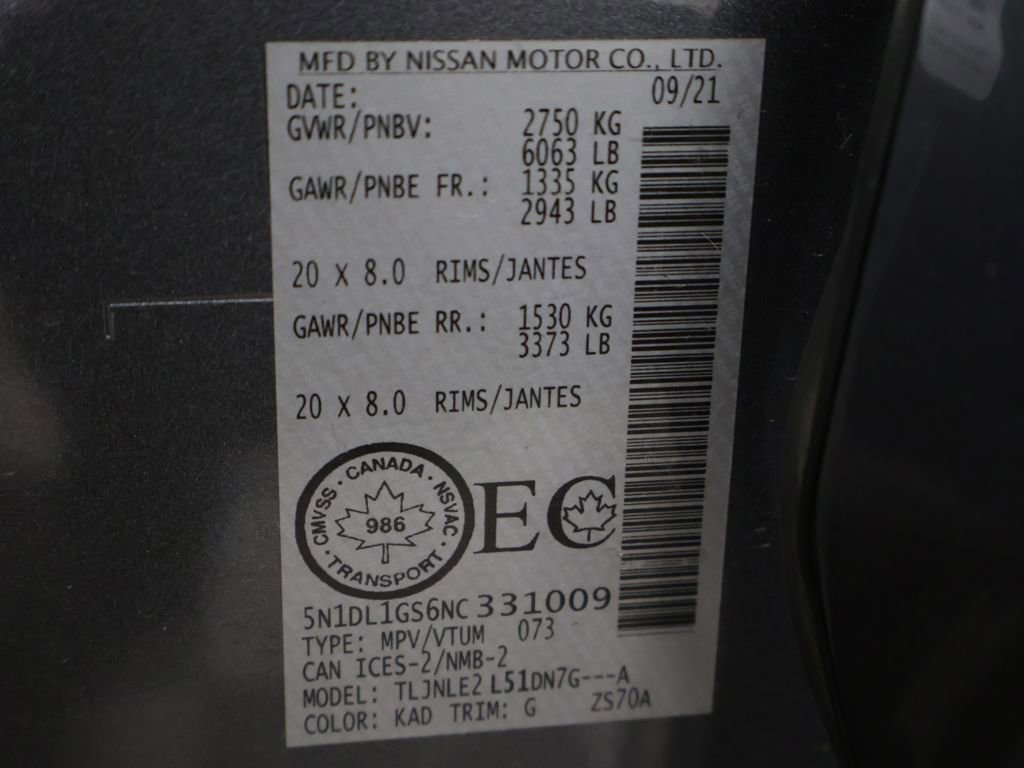 MFD BY NISSAN MOTOR CO., LTD.
DATE: 09/21
GVWR/PNBV: 2750 KG
6063 LB
GAWR/PNBE FR.: 1335 KG
2943 LB
20 X 8.0 RIMS/JANTES
GAWR/PNBE RR.: 1530 KG
3373 LB
20 X 8.0 RIMS/JANTES
CMVSS · CANADA · NSVAC · TRANSPORT ·
986
EC
5N1DL1GS6NC331009
TYPE: MPV/VTUM 073
CAN ICES-2/NMB-2
MODEL: TLJNLE2 L51DN7G---A
COLOR: KAD TRIM: G ZS70A